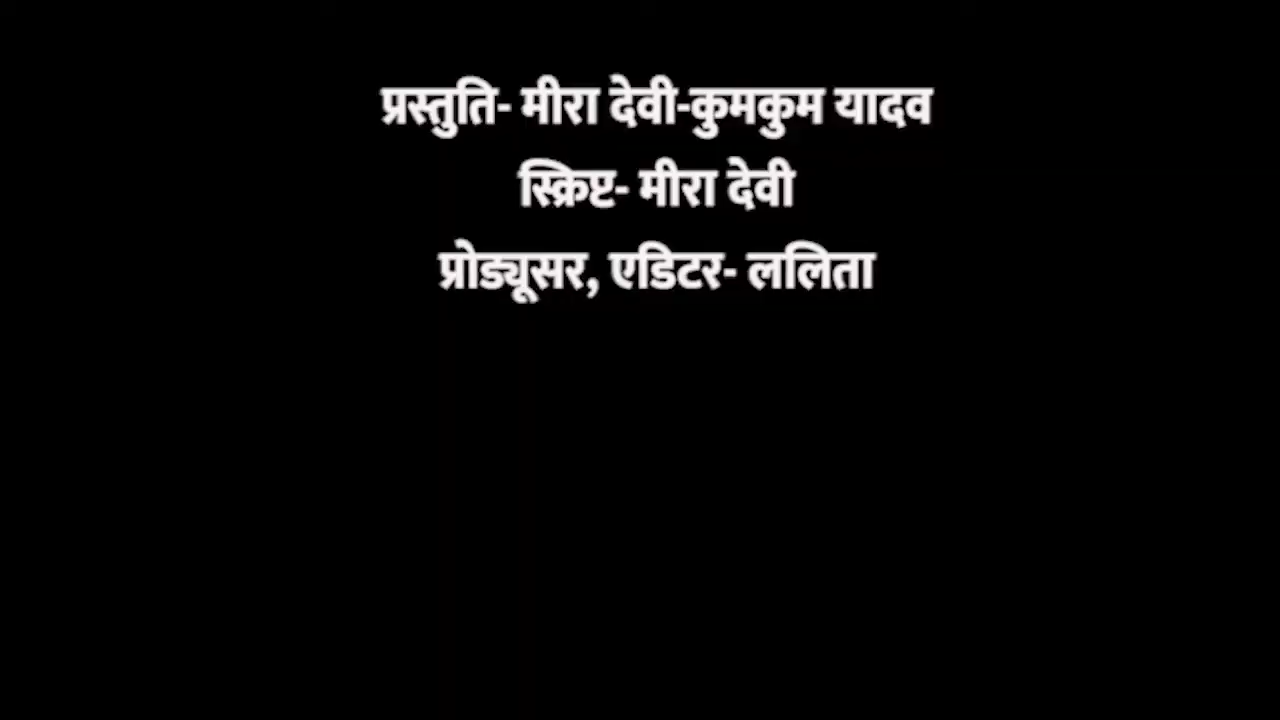 प्रस्तुति- मीरा देवी-कुमकुम यादव
स्क्रिप्ट- मीरा देवी
प्रोड्यूसर, एडिटर- ललिता